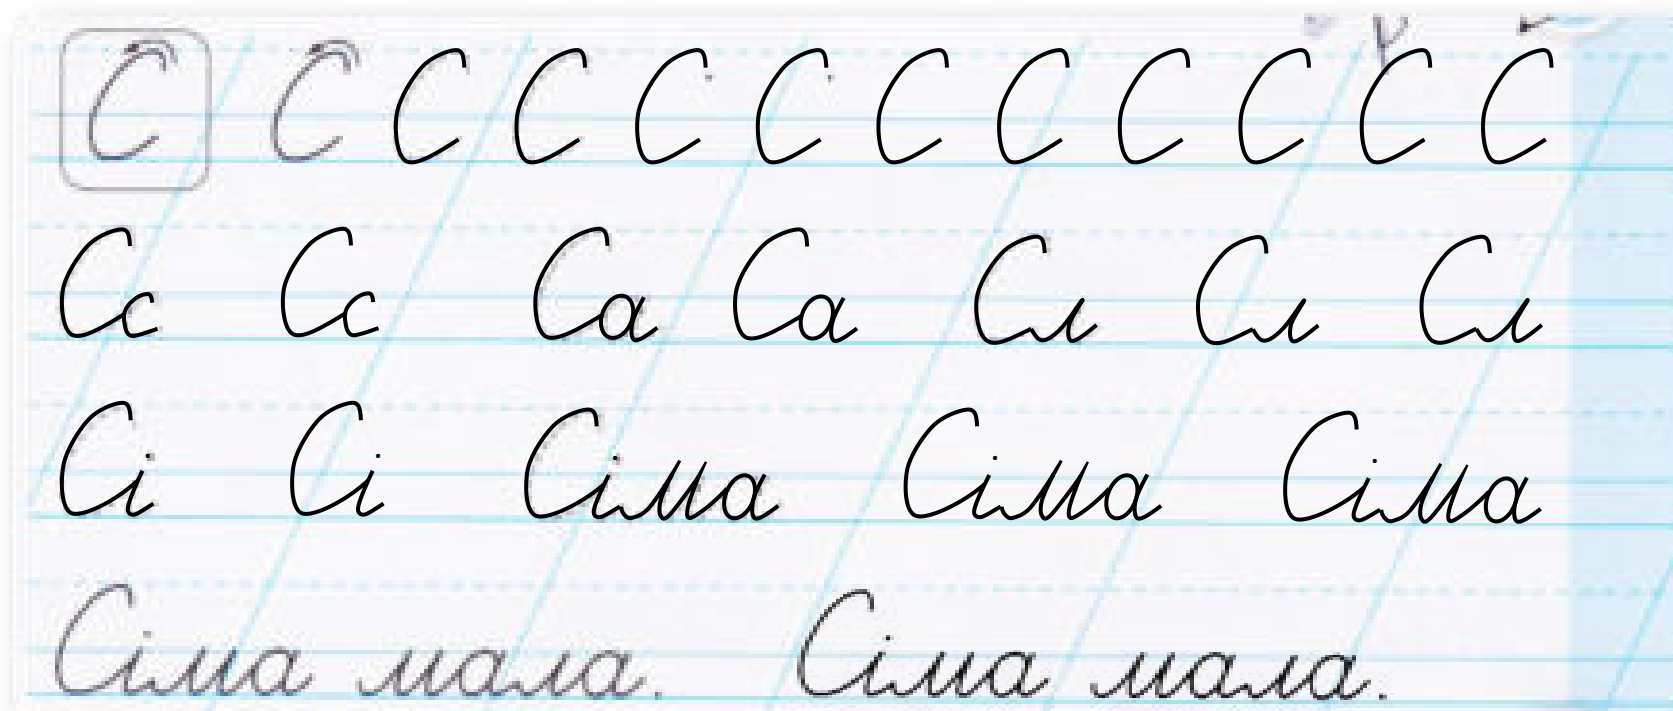 С С С С С С С С С С С С
Сс Сс Са Са Сл Сл Сл
Сі Сі Сіма Сіма Сіма
Сіма мала. Сіма мала.